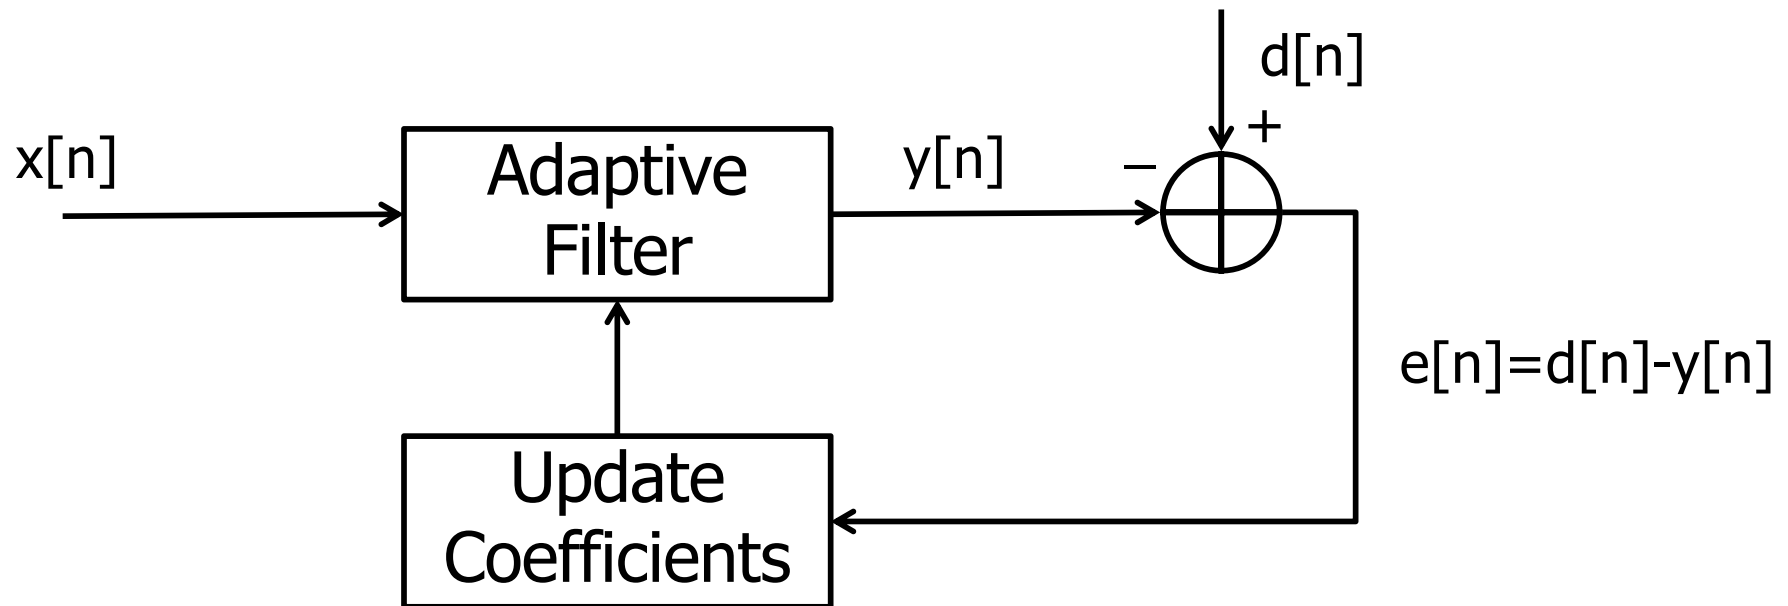 d[n]
+
x[n]
Adaptive
Filter
y[n]
–
e[n]=d[n]-y[n]
Update
Coefficients